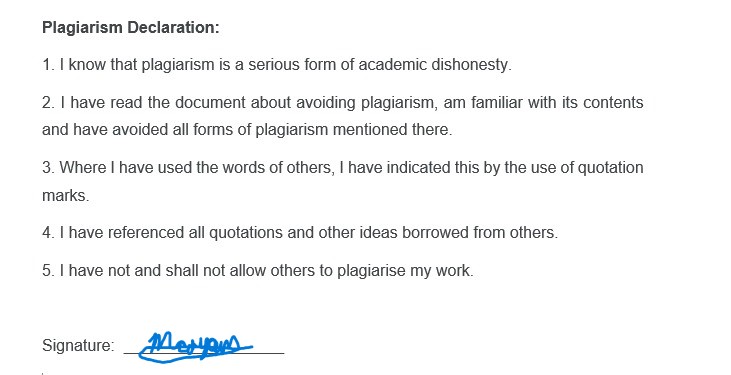 Plagiarism Declaration:
1. I know that plagiarism is a serious form of academic dishonesty.
2. I have read the document about avoiding plagiarism, am familiar with its contents
and have avoided all forms of plagiarism mentioned there.
3. Where I have used the words of others, I have indicated this by the use of quotation
marks.
4. I have referenced all quotations and other ideas borrowed from others.
5. I have not and shall not allow others to plagiarise my work.
Signature: